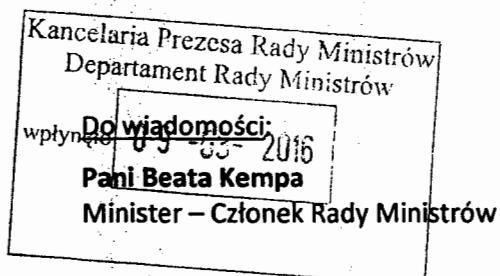 Kancelaria Prezesa Rady Ministrów
Departament Rady Ministrów
Do wiadomości:
wpłynęło 2016
Pani Beata Kempa
Minister – Członek Rady Ministrów